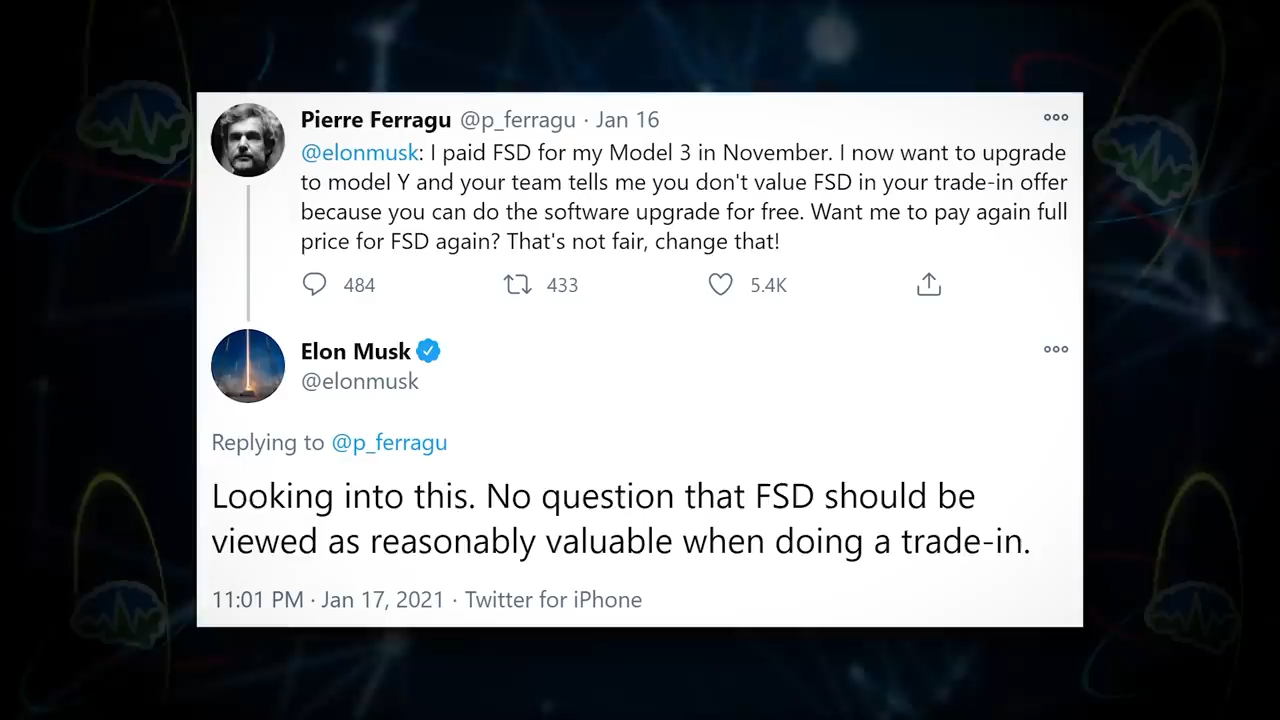 Pierre Ferragu @p_ferragu · Jan 16
@elonmusk: I paid FSD for my Model 3 in November. I now want to upgrade
to model Y and your team tells me you don't value FSD in your trade-in offer
because you can do the software upgrade for free. Want me to pay again full
price for FSD again? That's not fair, change that!
484 433 5.4K
Elon Musk
@elonmusk
Replying to @p_ferragu
Looking into this. No question that FSD should be
viewed as reasonably valuable when doing a trade-in.
11:01 PM · Jan 17, 2021 · Twitter for iPhone